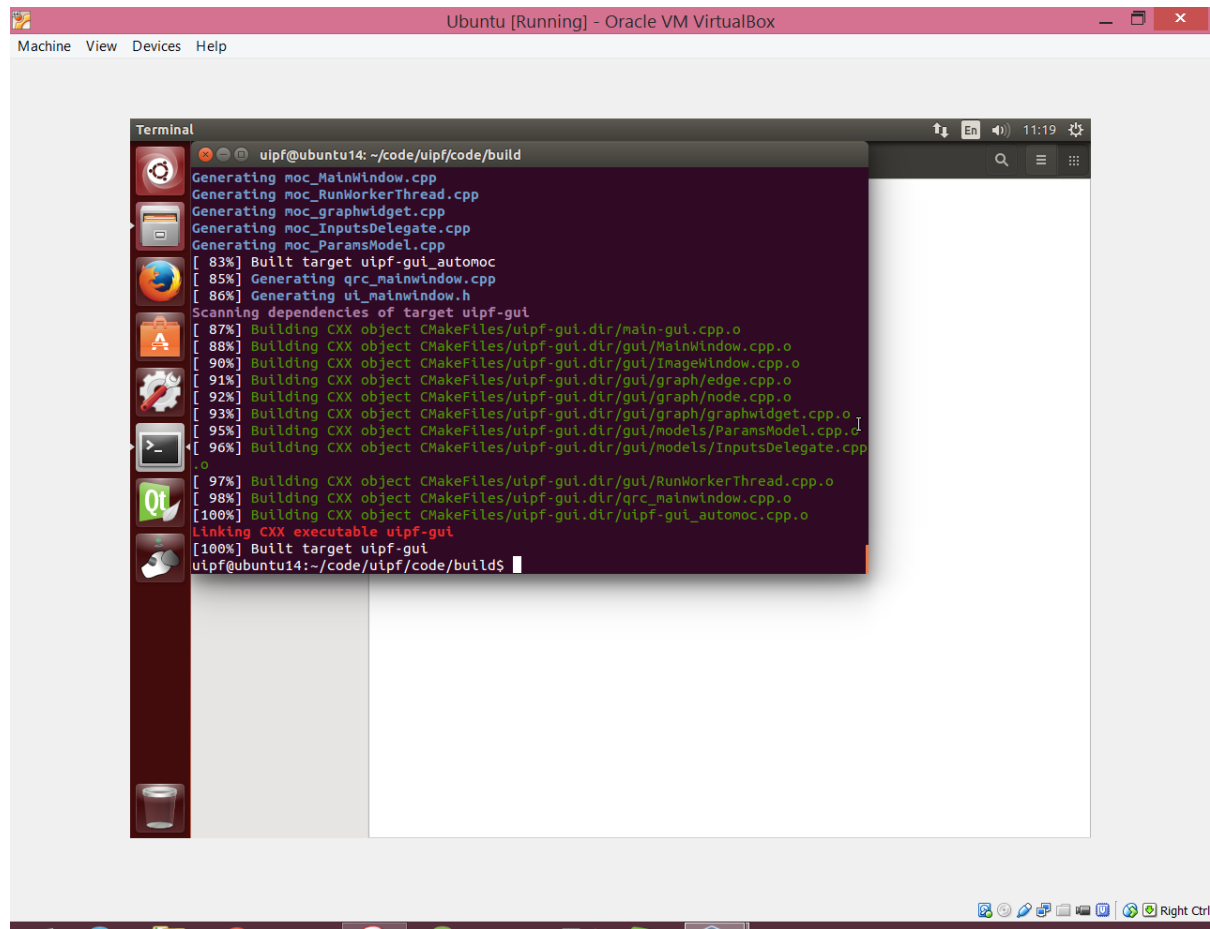 Ubuntu [Running] - Oracle VM VirtualBox
Machine View Devices Help
Terminal
En
11:19
uipf@ubuntu14: ~/code/uipf/code/build
Generating moc_MainWindow.cpp
Generating moc_RunWorkerThread.cpp
Generating moc_graphwidget.cpp
Generating moc_InputsDelegate.cpp
Generating moc_ParamsModel.cpp
[ 83%] Built target uipf-gui_automoc
[ 85%] Generating qrc_mainwindow.cpp
[ 86%] Generating ui_mainwindow.h
Scanning dependencies of target uipf-gui
[ 87%] Building CXX object CMakeFiles/uipf-gui.dir/main-gui.cpp.o
[ 88%] Building CXX object CMakeFiles/uipf-gui.dir/gui/MainWindow.cpp.o
[ 90%] Building CXX object CMakeFiles/uipf-gui.dir/gui/ImageWindow.cpp.o
[ 91%] Building CXX object CMakeFiles/uipf-gui.dir/gui/graph/edge.cpp.o
[ 92%] Building CXX object CMakeFiles/uipf-gui.dir/gui/graph/node.cpp.o
[ 93%] Building CXX object CMakeFiles/uipf-gui.dir/gui/graph/graphwidget.cpp.o
[ 95%] Building CXX object CMakeFiles/uipf-gui.dir/gui/models/ParamsModel.cpp.o
[ 96%] Building CXX object CMakeFiles/uipf-gui.dir/gui/models/InputsDelegate.cpp
.o
[ 97%] Building CXX object CMakeFiles/uipf-gui.dir/gui/RunWorkerThread.cpp.o
[ 98%] Building CXX object CMakeFiles/uipf-gui.dir/qrc_mainwindow.cpp.o
[100%] Building CXX object CMakeFiles/uipf-gui.dir/uipf-gui_automoc.cpp.o
Linking CXX executable uipf-gui
[100%] Built target uipf-gui
uipf@ubuntu14:~/code/uipf/code/build$
Qt
Right Ctrl